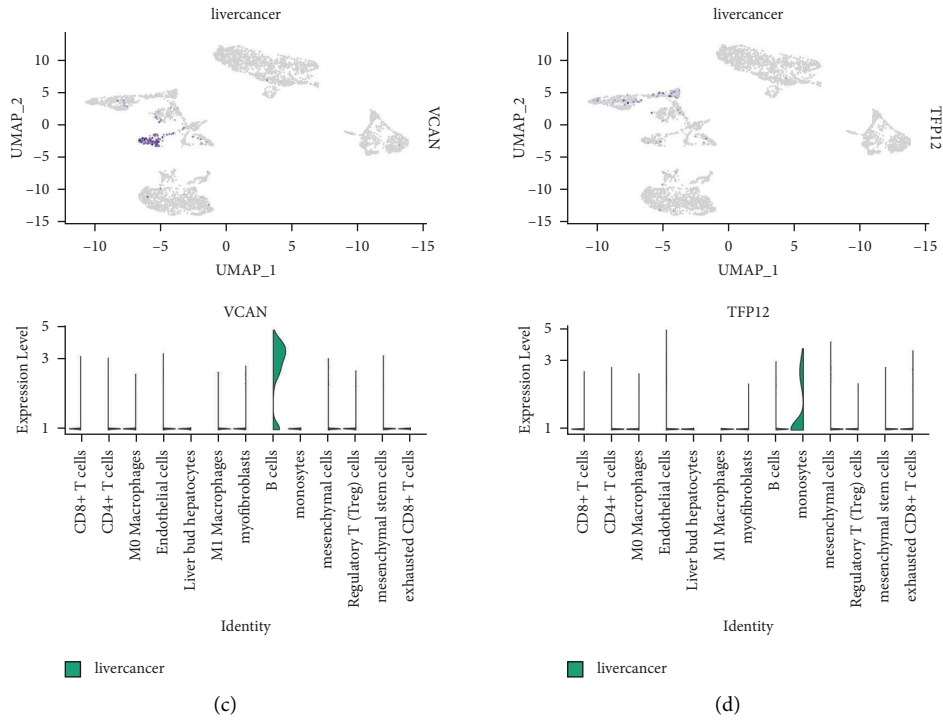 livercancer
10
5
0
−5
−10
−15
UMAP_2
VCAN
−10
−5
0
5
−10
−15
UMAP_1
VCAN
5
3
1
Expression Level
CD8+ T cells
CD4+ T cells
M0 Macrophages
Endothelial cells
Liver bud hepatocytes
M1 Macrophages
myofibroblasts
B cells
monosytes
mesenchymal cells
Regulatory T (Treg) cells
mesenchymal stem cells
exhausted CD8+ T cells
Identity
livercancer
(c)
livercancer
10
5
0
−5
−10
−15
UMAP_2
TFP12
−10
−5
0
5
−10
−15
UMAP_1
TFP12
5
3
1
Expression Level
CD8+ T cells
CD4+ T cells
M0 Macrophages
Endothelial cells
Liver bud hepatocytes
M1 Macrophages
myofibroblasts
B cells
monosytes
mesenchymal cells
Regulatory T (Treg) cells
mesenchymal stem cells
exhausted CD8+ T cells
Identity
livercancer
(d)